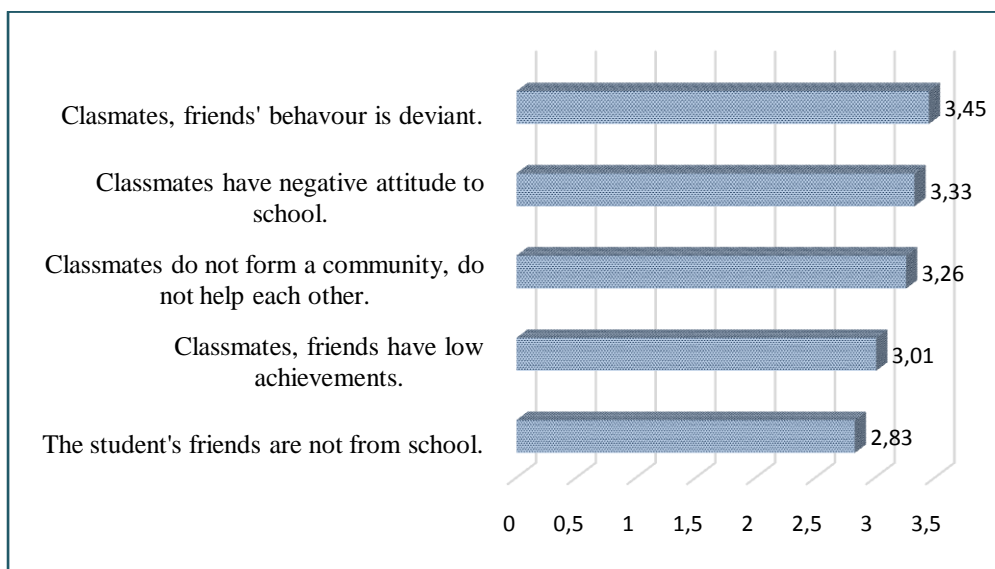 Clasmates, friends' behavour is deviant.
3,45
Classmates have negative attitude to
school.
3,33
Classmates do not form a community, do
not help each other.
3,26
Classmates, friends have low
achievements.
3,01
The student's friends are not from school.
2,83
0 0,5 1 1,5 2 2,5 3 3,5